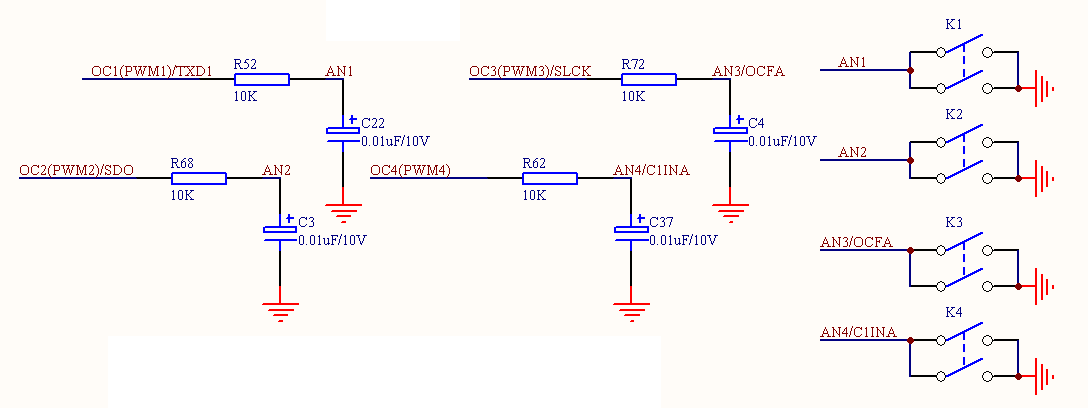 OC1(PWM1)/TXD1
R52
10K
AN1
C22
0.01uF/10V
OC3(PWM3)/SLCK
R72
10K
AN3/OCFA
C4
0.01uF/10V
OC2(PWM2)/SDO
R68
10K
AN2
C3
0.01uF/10V
OC4(PWM4)
R62
10K
AN4/C1INA
C37
0.01uF/10V
K1
AN1
K2
AN2
K3
AN3/OCFA
K4
AN4/C1INA